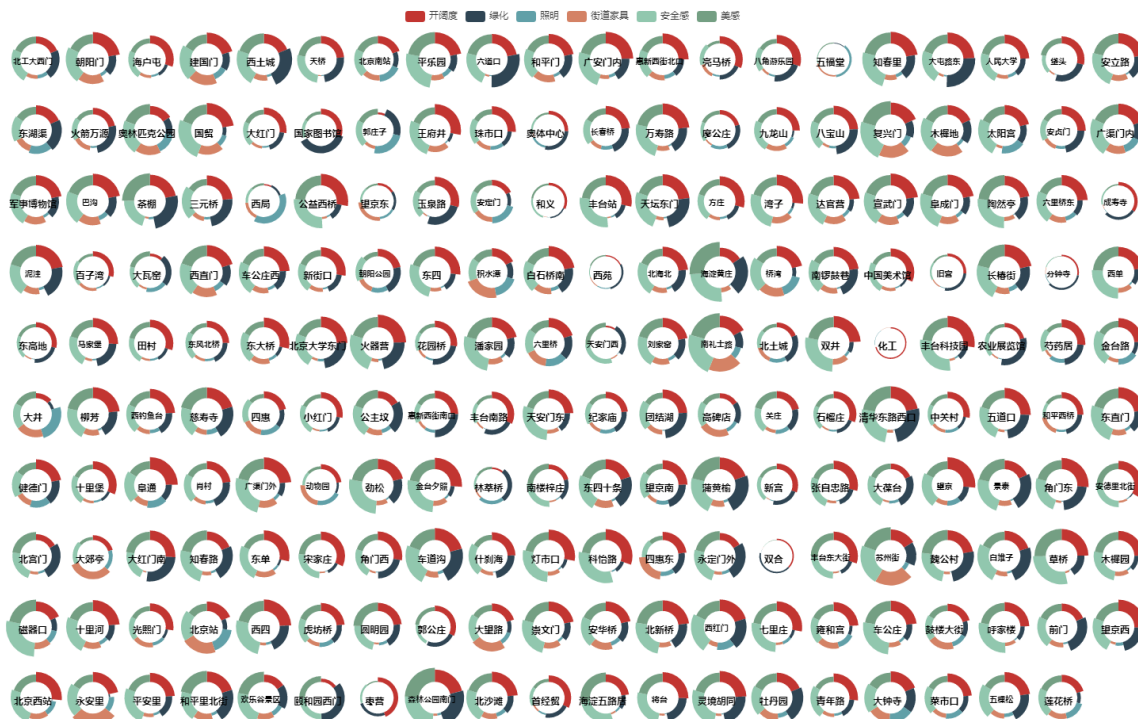 开阔度 绿化 照明 街道家具 安全感 美感
北工大西门 朝阳门 海户屯 建国门 西土城 天桥 北京南站 平乐园 六道口 和平门 广安门内 惠新西街北口 亮马桥 八角游乐园 五福堂 知春里 大屯路东 人民大学 垡头 安立路
东湖渠 火箭万源 奥林匹克公园 国贸 大红门 国家图书馆 郭庄子 王府井 珠市口 奥体中心 长春桥 万寿路 廖公庄 九龙山 八宝山 复兴门 木樨地 太阳宫 安贞门 广渠门内
军事博物馆 巴沟 茶棚 三元桥 西局 公益西桥 望京东 玉泉路 安定门 和义 丰台站 天坛东门 方庄 湾子 达官营 宣武门 阜成门 陶然亭 六里桥东 成寿寺
泥洼 百子湾 大瓦窑 西直门 车公庄西 新街口 朝阳公园 东四 积水潭 白石桥南 西苑 北海北 海淀黄庄 桥湾 南锣鼓巷 中国美术馆 旧宫 长椿街 分钟寺 西单
东高地 马家堡 田村 东风北桥 东大桥 北京大学东门 火器营 花园桥 潘家园 六里桥 天安门西 刘家窑 南礼士路 北土城 双井 化工 丰台科技园 农业展览馆 芍药居 金台路
大井 柳芳 西钓鱼台 慈寿寺 四惠 小红门 公主坟 惠新西街南口 丰台南路 天安门东 纪家庙 团结湖 高碑店 关庄 石榴庄 清华东路西口 中关村 五道口 和平西桥 东直门
健德门 十里堡 阜通 肖村 广渠门外 动物园 劲松 金台夕照 林萃桥 南楼梓庄 东四十条 望京南 蒲黄榆 新宫 张自忠路 大葆台 望京 景泰 角门东 安德里北街
北宫门 大郊亭 大红门南 知春路 东单 宋家庄 角门西 车道沟 什刹海 灯市口 科怡路 四惠东 永定门外 双合 丰台东大街 苏州街 魏公村 白堆子 草桥 木樨园
磁器口 十里河 光熙门 北京站 西四 虎坊桥 圆明园 郭公庄 大望路 崇文门 安华桥 北新桥 西红门 七里庄 雍和宫 车公庄 鼓楼大街 呼家楼 前门 望京西
北京西站 永安里 平安里 和平里北街 欢乐谷景区 颐和园西门 枣营 森林公园南门 北沙滩 首经贸 海淀五路居 将台 灵境胡同 牡丹园 青年路 大钟寺 菜市口 五棵松 莲花桥